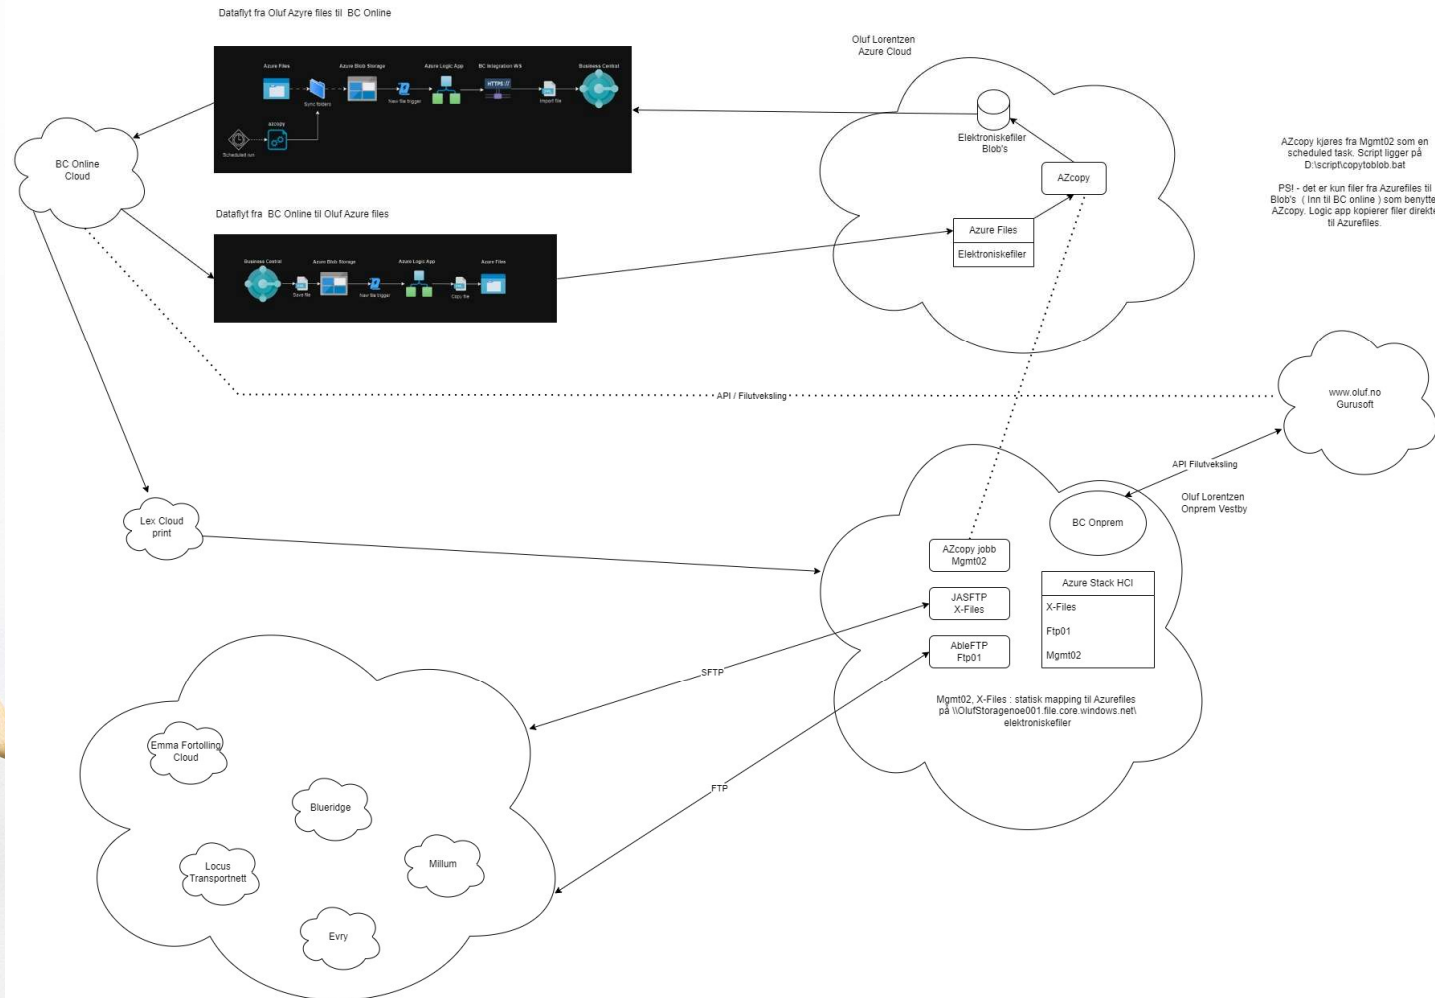 Dataflyt fra Oluf Azyre files til BC Online
Azure Files
Azure Blob Storage
Azure Logic App
BC Integration WS
Business Central
HTTPS://
Sync folders
New file trigger
Import file
azcopy
Scheduled run
BC Online
Cloud
Dataflyt fra BC Online til Oluf Azure files
Business Central
Azure Blob Storage
Azure Logic App
Azure Files
Save file
New file trigger
Copy file
Oluf Lorentzen
Azure Cloud
Elektroniskefiler
Blob's
AZcopy
Azure Files
Elektroniskefiler
AZcopy kjøres fra Mgmt02 som en
scheduled task. Script ligger på
D:\script\copytoblob.bat
PS! - det er kun filer fra Azurefiles til
Blob's ( Inn til BC online ) som benytte
AZcopy. Logic app kopierer filer direkte
til Azurefiles.
API / Filutveksling
www.oluf.no
Gurusoft
API Filutveksling
Oluf Lorentzen
Onprem Vestby
BC Onprem
Lex Cloud
print
AZcopy jobb
Mgmt02
JASFTP
X-Files
AbleFTP
Ftp01
Azure Stack HCI
X-Files
Ftp01
Mgmt02
Mgmt02, X-Files : statisk mapping til Azurefiles
på \\OlufStoragenoe001.file.core.windows.net\
elektroniskefiler
SFTP
FTP
Emma Fortolling
Cloud
Blueridge
Locus
Transportnett
Millum
Evry